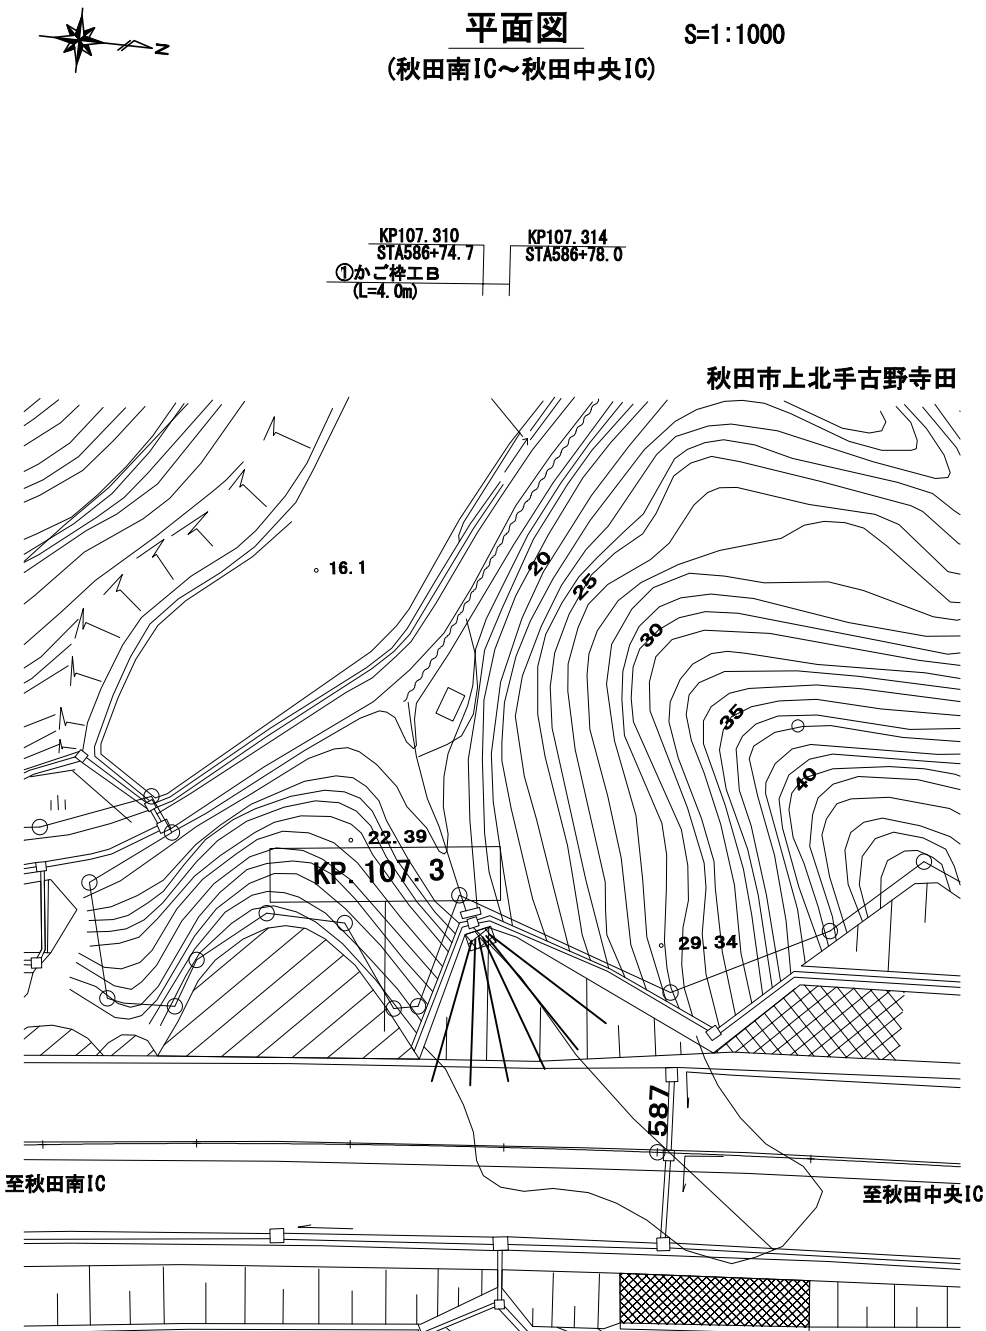 平面図
S=1:1000
(秋田南IC～秋田中央IC)
N
KP107.310
STA586+74.7
KP107.314
STA586+78.0
①かご枠工B
(L=4.0m)
秋田市上北手古野寺田
16.1
20
25
30
35
40
22.39
KP.107.3
29.34
587
至秋田南IC
至秋田中央IC